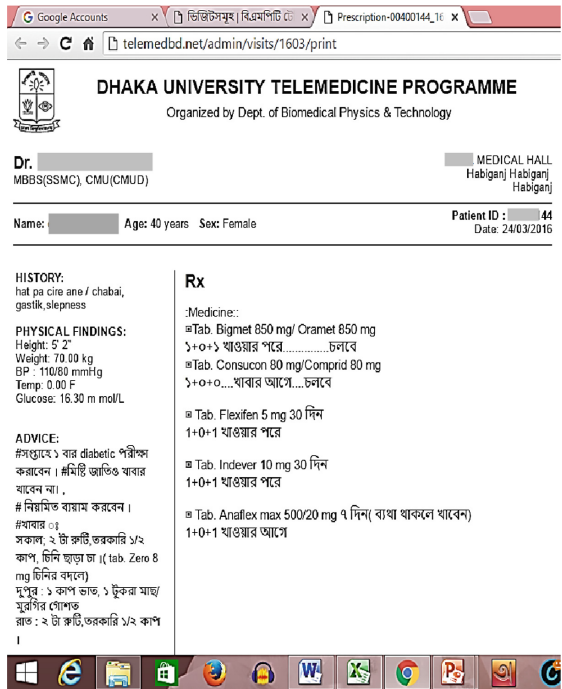 Google Accounts
ভিজিটসমূহ | বিএমপিটি টে
Prescription-00400144_16
telemedbd.net/admin/visits/1603/print
DHAKA UNIVERSITY TELEMEDICINE PROGRAMME
Organized by Dept. of Biomedical Physics & Technology
Dr.
MBBS(SSMC), CMU(CMUD)
MEDICAL HALL
Habiganj Habiganj
Habiganj
Name: Age: 40 years Sex: Female
Patient ID : 44
Date: 24/03/2016
HISTORY:
hat pa cire ane / chabai,
gastik,slepness
PHYSICAL FINDINGS:
Height: 5' 2"
Weight: 70.00 kg
BP : 110/80 mmHg
Temp: 0.00 F
Glucose: 16.30 m mol/L
ADVICE:
#সপ্তাহে ১ বার diabetic পরীক্ষা
করাবেন । #মিষ্টি জাতিও খাবার
খাবেন না। .
# নিয়মিত ব্যায়াম করবেন ।
#খাবার ঃ
সকাল; ২ টা রুটি,তরকারি ১/২
কাপ, চিনি ছাড়া চা ।( tab. Zero 8
mg চিনির বদলে)
দুপুর : ১ কাপ ভাত, ১ টুকরা মাছ/
মুরগির গোশত
রাত : ২ টা রুটি,তরকারি ১/২ কাপ
।
Rx
:Medicine::
Tab. Bigmet 850 mg/ Oramet 850 mg
১+০+১ খাওয়ার পরে...............চলবে
Tab. Consucon 80 mg/Comprid 80 mg
১+০+০....খাবার আগে....চলবে
Tab. Flexifen 5 mg 30 দিন
1+0+1 খাওয়ার পরে
Tab. Indever 10 mg 30 দিন
1+0+1 খাওয়ার পরে
Tab. Anaflex max 500/20 mg ৭ দিন( ব্যথা থাকলে খাবেন)
1+0+1 খাওয়ার আগে